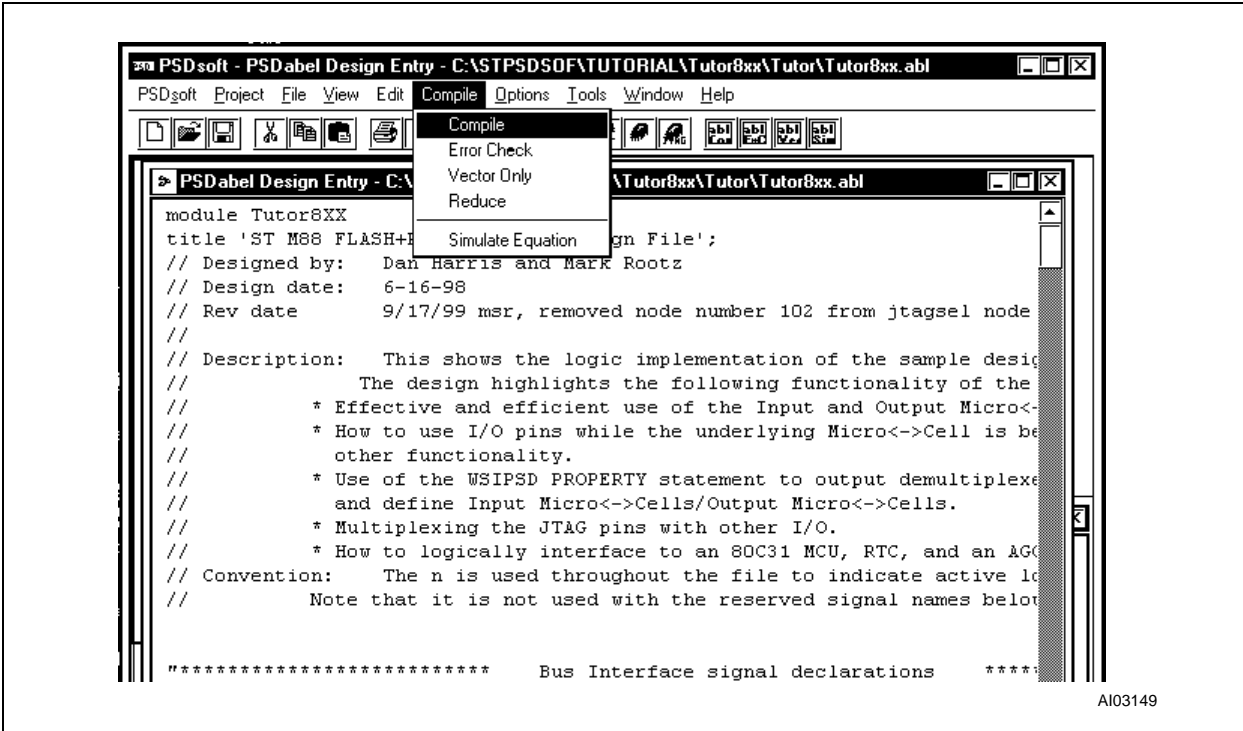 PSDsoft - PSDabel Design Entry - C:\STPSDSOF\TUTORIAL\Tutor8xx\Tutor\Tutor8xx.abl
PSDsoft Project File View Edit Compile Options Tools Window Help
abl abl abl abl
Com EnC Vec Sim
Compile
Error Check
Vector Only
Reduce
Simulate Equation
PSDabel Design Entry - C:\ \Tutor8xx\Tutor\Tutor8xx.abl
module Tutor8XX
title 'ST M88 FLASH+ gn File';
// Designed by: Dan Harris and Mark Rootz
// Design date: 6-16-98
// Rev date 9/17/99 msr, removed node number 102 from jtagsel node
//
// Description: This shows the logic implementation of the sample desig
// The design highlights the following functionality of the
// * Effective and efficient use of the Input and Output Micro<-
// * How to use I/O pins while the underlying Micro<->Cell is be
// other functionality.
// * Use of the WSIPSD PROPERTY statement to output demultiplexe
// and define Input Micro<->Cells/Output Micro<->Cells.
// * Multiplexing the JTAG pins with other I/O.
// * How to logically interface to an 80C31 MCU, RTC, and an AGC
// Convention: The n is used throughout the file to indicate active lo
// Note that it is not used with the reserved signal names below
"************************** Bus Interface signal declarations *****
AI03149